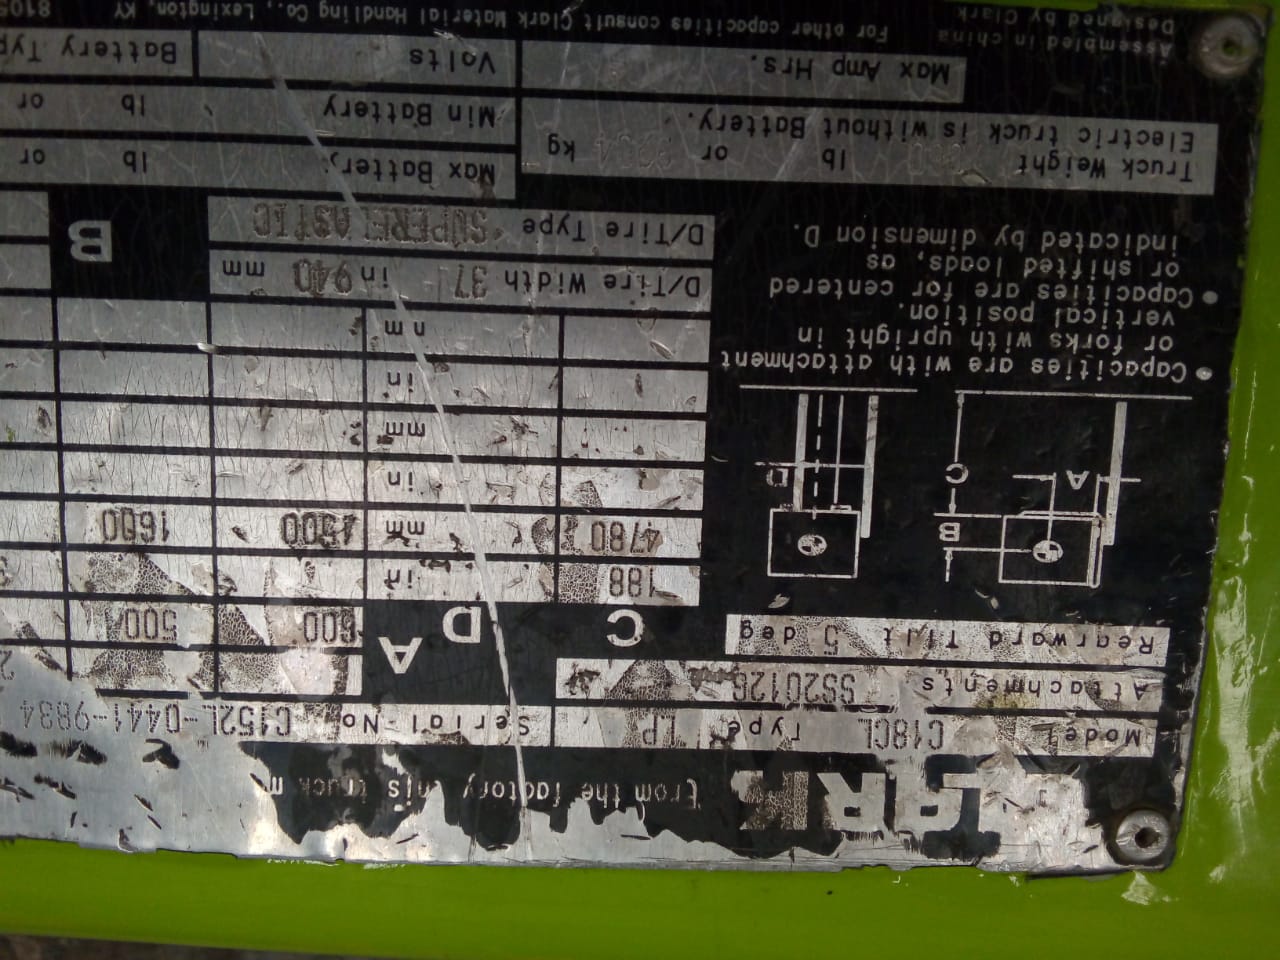 from the factory this truck m
Model C18CL Type LP Serial-No C152L-0441-9834
Attachments SS20126
Rearward Tilt 5 deg
A D C
600 500
in 188
1600 1500 mm 4780
in
mm
in
mm
B
D/Tire Width 37 in 940 mm
D/Tire Type SUPERELASTIC
A B C D
• Capacities are with attachment
or forks with upright in
vertical position.
• Capacities are for centered
or shifted loads, as
indicated by dimension D.
Truck Weight lb or kg
Electric truck is without Battery.
Max Battery lb or
Min Battery lb or
Max Amp Hrs. Volts Battery Typ
Assembled in china
Designed by Clark
For other capacities consult Clark Material Handling Co., Lexington, KY